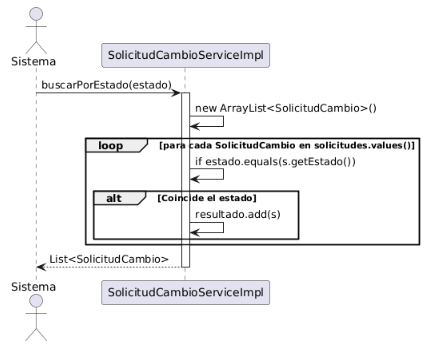 Sistema
SolicitudCambioServiceImpl
buscarPorEstado(estado)
new ArrayList<SolicitudCambio>()
loop [para cada SolicitudCambio en solicitudes.values()]
if estado.equals(s.getEstado())
alt [Coincide el estado]
resultado.add(s)
List<SolicitudCambio>
Sistema
SolicitudCambioServiceImpl